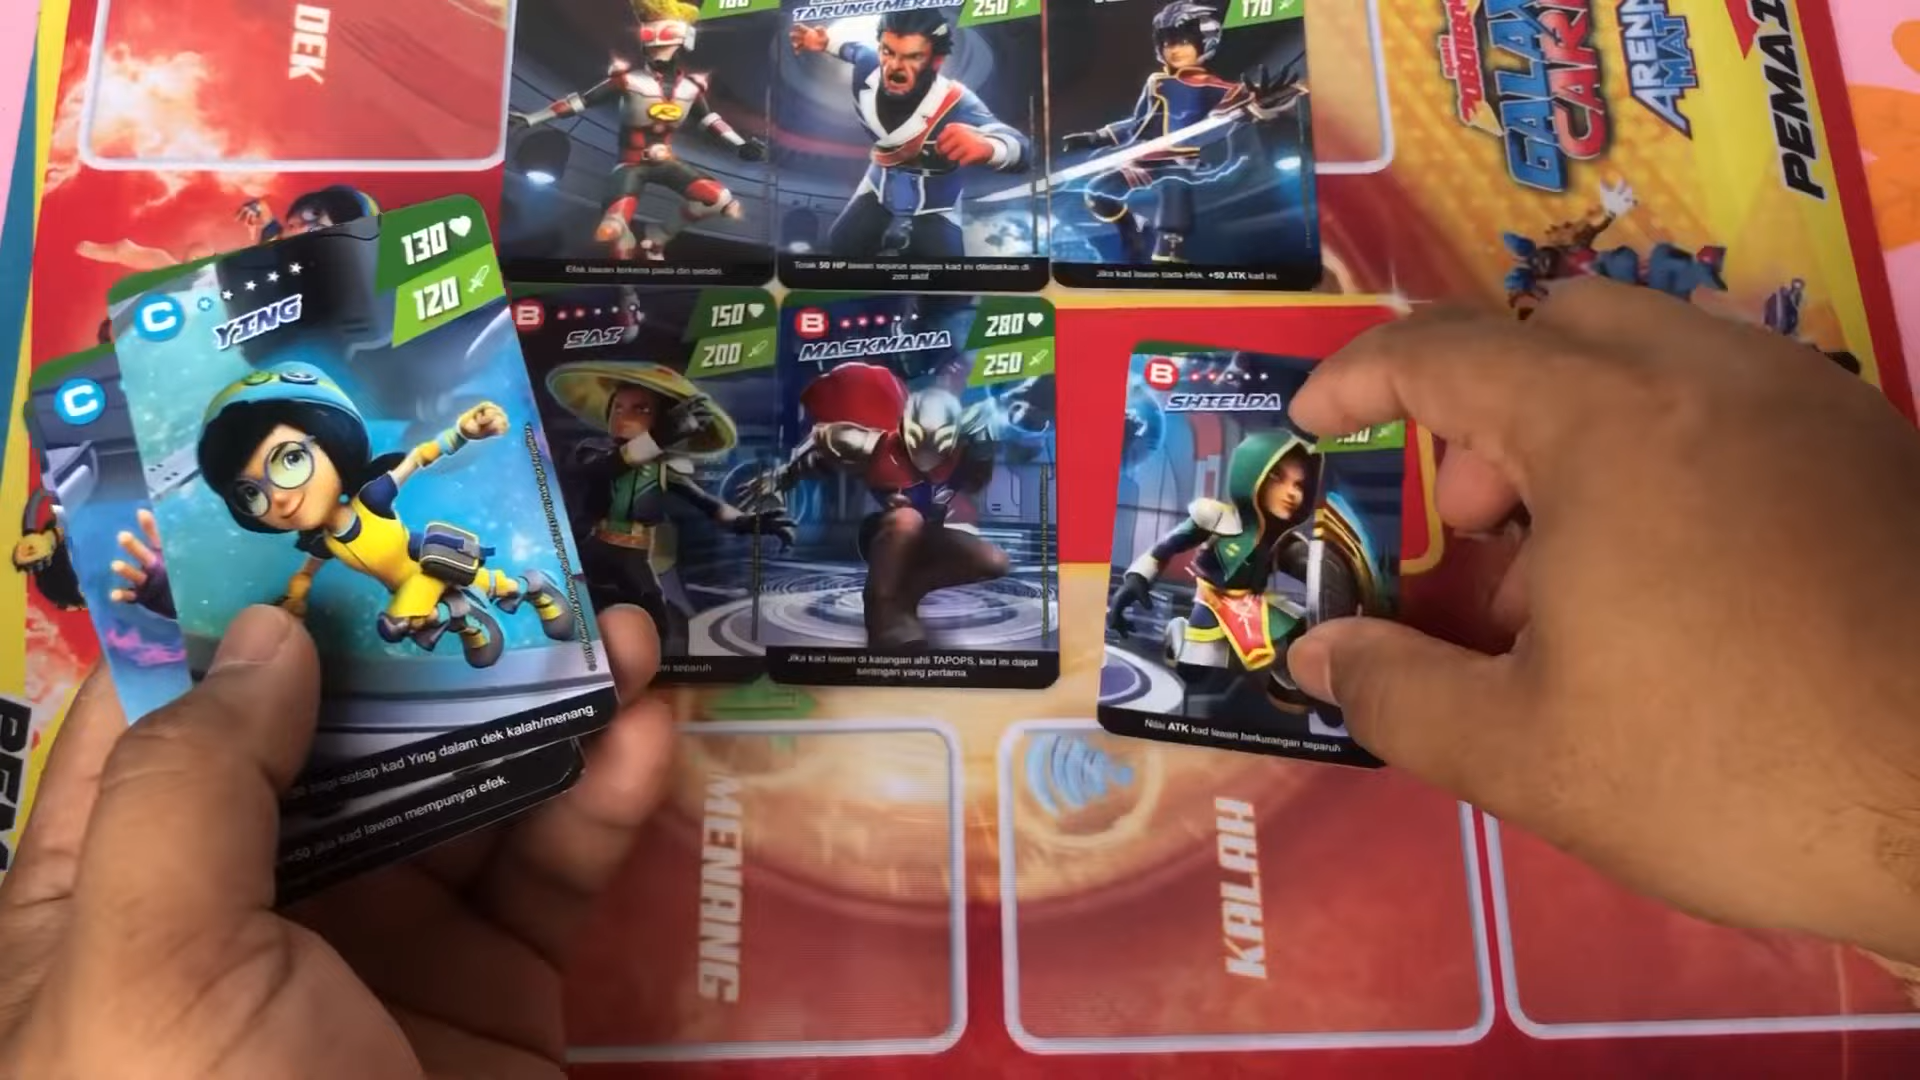 DEK
TARUNG(MERAH)
250
170
GALAXY
CARD
ARENA
MAT
Efek lawan terkena pada diri sendiri.
Tolak 50 HP lawan sejurus selepas kad ini diletakkan di
zon aktif.
Jika kad lawan tiada efek, +50 ATK kad ini.
C
YING
130
120
C
B
SAI
150
200
B
MASKMANA
280
250
B
SHIELDA
separuh
Jika kad lawan di kalangan ahli TAPOPS, kad ini dapat
serangan yang pertama.
Nilai ATK kad lawan berkurangan separuh
bagi setiap kad Ying dalam dek kalah/menang.
+50 jika kad lawan mempunyai efek.
MENANG
KALAH